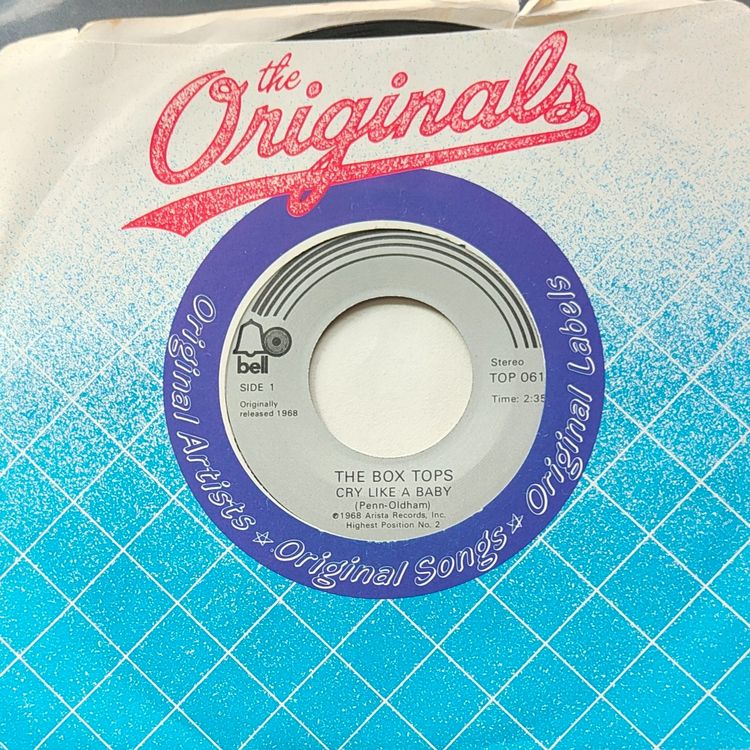 the
Originals
Original Artists ☆ Original Songs ☆ Original Labels
bell
SIDE 1
Originally
released 1968
Stereo
TOP 061
Time: 2:35
THE BOX TOPS
CRY LIKE A BABY
(Penn-Oldham)
℗1968 Arista Records, Inc.
Highest Position No. 2